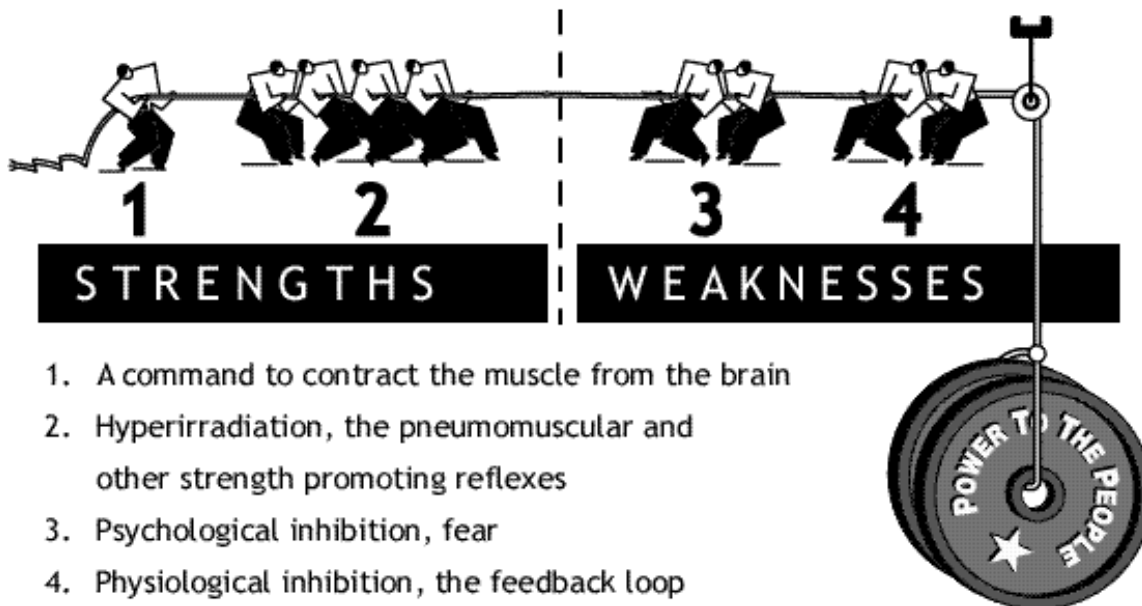 1 2 3 4
STRENGTHS WEAKNESSES
1. A command to contract the muscle from the brain
2. Hyperirradiation, the pneumomuscular and
other strength promoting reflexes
3. Psychological inhibition, fear
4. Physiological inhibition, the feedback loop
POWER TO THE PEOPLE